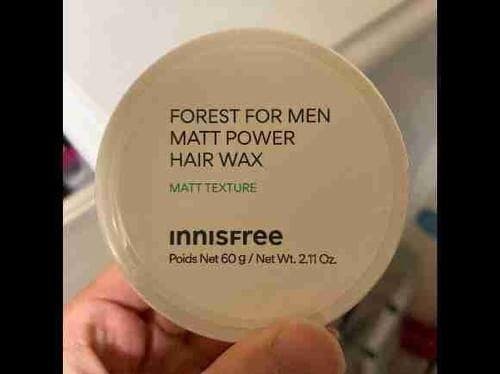 FOREST FOR MEN
MATT POWER
HAIR WAX
MATT TEXTURE
INNISFree
Poids Net 60 g / Net Wt. 2.11 Oz.